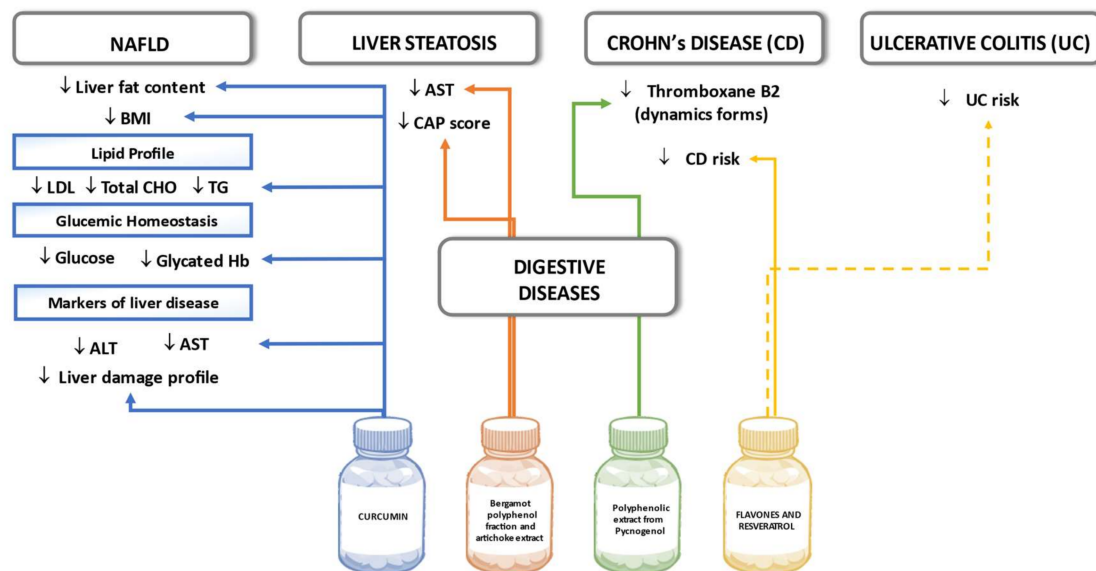 NAFLD
↓ Liver fat content
↓ BMI
Lipid Profile
↓ LDL ↓ Total CHO ↓ TG
Glucemic Homeostasis
↓ Glucose ↓ Glycated Hb
Markers of liver disease
↓ ALT ↓ AST
↓ Liver damage profile
LIVER STEATOSIS
↓ AST
↓ CAP score
CROHN's DISEASE (CD)
↓ Thromboxane B2
(dynamics forms)
↓ CD risk
ULCERATIVE COLITIS (UC)
↓ UC risk
DIGESTIVE
DISEASES
CURCUMIN
Bergamot
polyphenol
fraction and
artichoke extract
Polyphenolic
extract from
Pycnogenol
FLAVONES AND
RESVERATROL